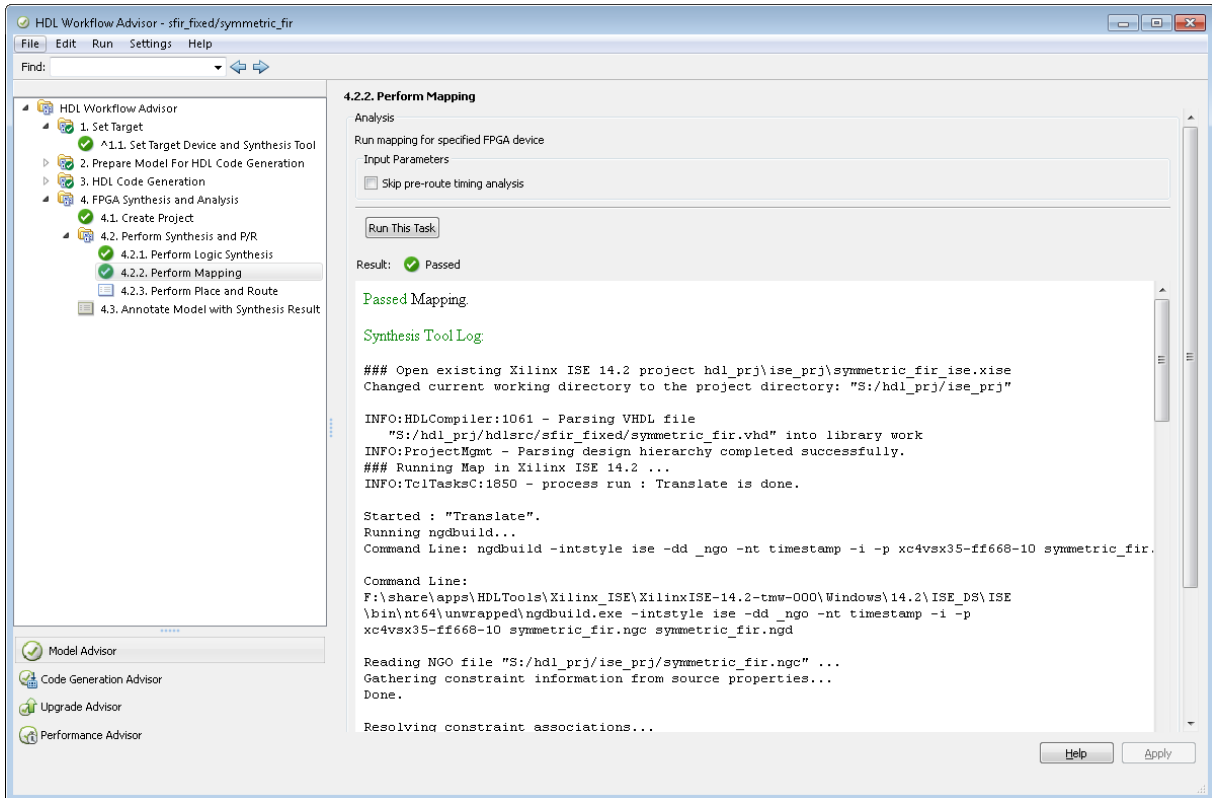 HDL Workflow Advisor - sfir_fixed/symmetric_fir
File Edit Run Settings Help
Find:
HDL Workflow Advisor
1. Set Target
^1.1. Set Target Device and Synthesis Tool
2. Prepare Model For HDL Code Generation
3. HDL Code Generation
4. FPGA Synthesis and Analysis
4.1. Create Project
4.2. Perform Synthesis and P/R
4.2.1. Perform Logic Synthesis
4.2.2. Perform Mapping
4.2.3. Perform Place and Route
4.3. Annotate Model with Synthesis Result
Model Advisor
Code Generation Advisor
Upgrade Advisor
Performance Advisor
4.2.2. Perform Mapping
Analysis
Run mapping for specified FPGA device
Input Parameters
Skip pre-route timing analysis
Run This Task
Result: Passed
Passed Mapping.
Synthesis Tool Log:
### Open existing Xilinx ISE 14.2 project hdl_prj\ise_prj\symmetric_fir_ise.xise
Changed current working directory to the project directory: "S:/hdl_prj/ise_prj"
INFO:HDLCompiler:1061 - Parsing VHDL file
"S:/hdl_prj/hdlsrc/sfir_fixed/symmetric_fir.vhd" into library work
INFO:ProjectMgmt - Parsing design hierarchy completed successfully.
### Running Map in Xilinx ISE 14.2 ...
INFO:TclTasksC:1850 - process run : Translate is done.
Started : "Translate".
Running ngdbuild...
Command Line: ngdbuild -intstyle ise -dd _ngo -nt timestamp -i -p xc4vsx35-ff668-10 symmetric_fir.
Command Line:
F:\share\apps\HDLTools\Xilinx_ISE\XilinxISE-14.2-tmw-000\Windows\14.2\ISE_DS\ISE
\bin\nt64\unwrapped\ngdbuild.exe -intstyle ise -dd _ngo -nt timestamp -i -p
xc4vsx35-ff668-10 symmetric_fir.ngc symmetric_fir.ngd
Reading NGO file "S:/hdl_prj/ise_prj/symmetric_fir.ngc" ...
Gathering constraint information from source properties...
Done.
Resolving constraint associations...
Help Apply